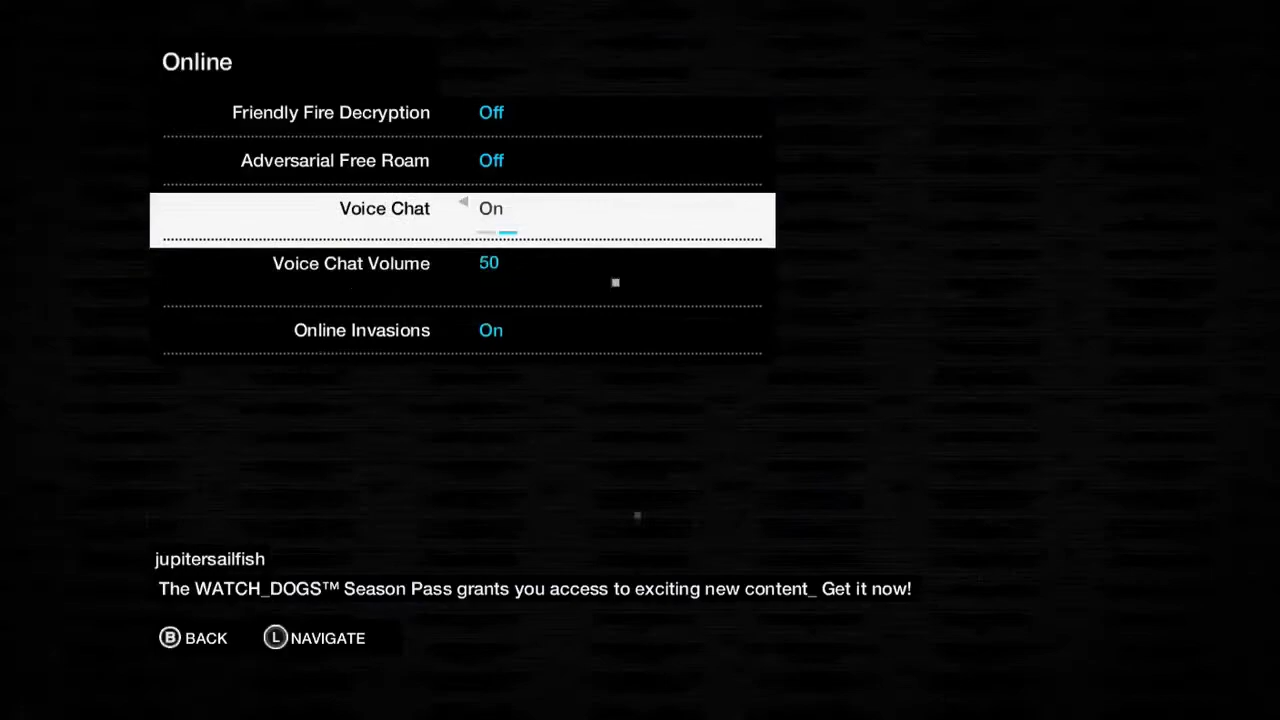 Online
Friendly Fire Decryption Off
Adversarial Free Roam Off
Voice Chat On
Voice Chat Volume 50
Online Invasions On
jupitersailfish
The WATCH_DOGS™ Season Pass grants you access to exciting new content_ Get it now!
B BACK L NAVIGATE